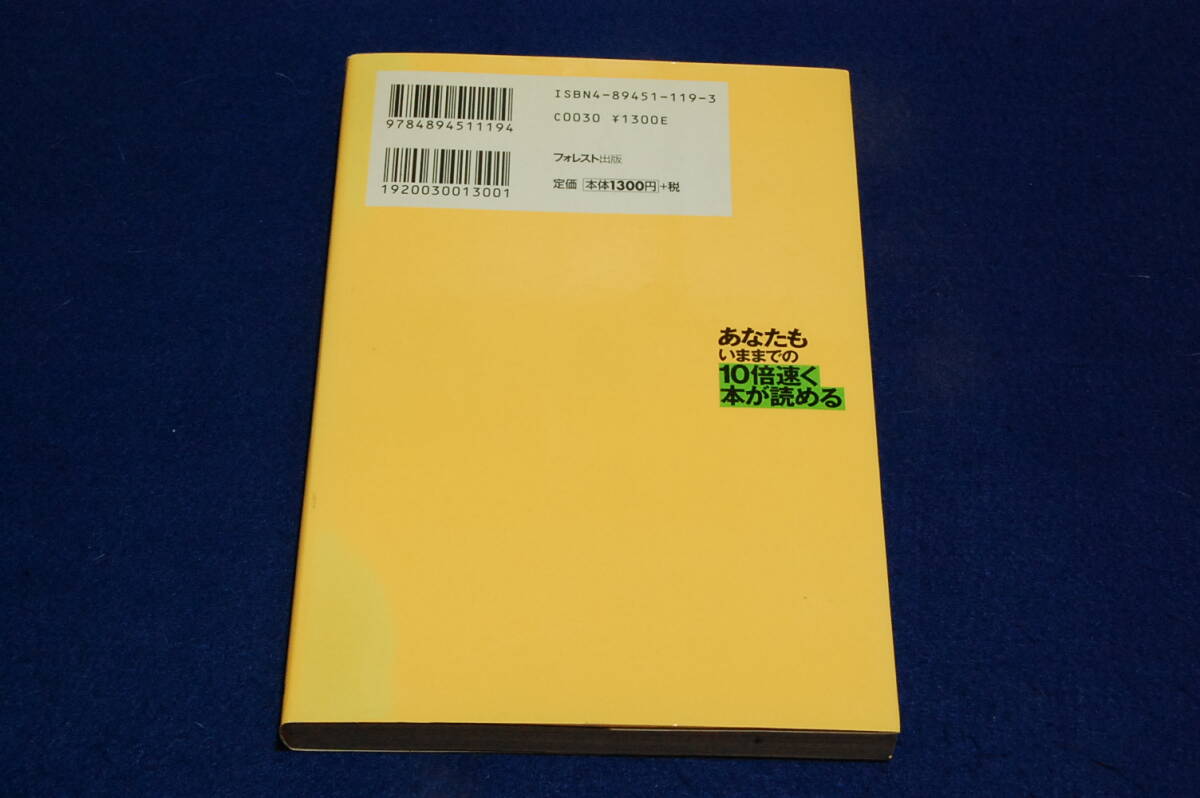 9784894511194
1920030013001
ISBN4-89451-119-3
C0030 ¥1300E
フォレスト出版
定価 本体1300円+税
あなたも
いままでの
10倍速く
本が読める